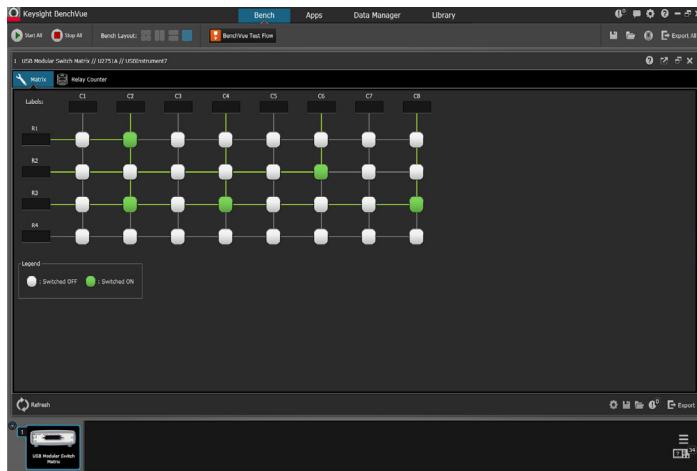 Keysight BenchVue
Bench Apps Data Manager Library
Start All Stop All Bench Layout: BenchVue Test Flow Export All
1 USB Modular Switch Matrix // U2751A // USBInstrument7
Matrix Relay Counter
Labels: C1 C2 C3 C4 C5 C6 C7 C8
R1
R2
R3
R4
Legend
: Switched OFF : Switched ON
Refresh Export
1
USB Modular Switch
Matrix